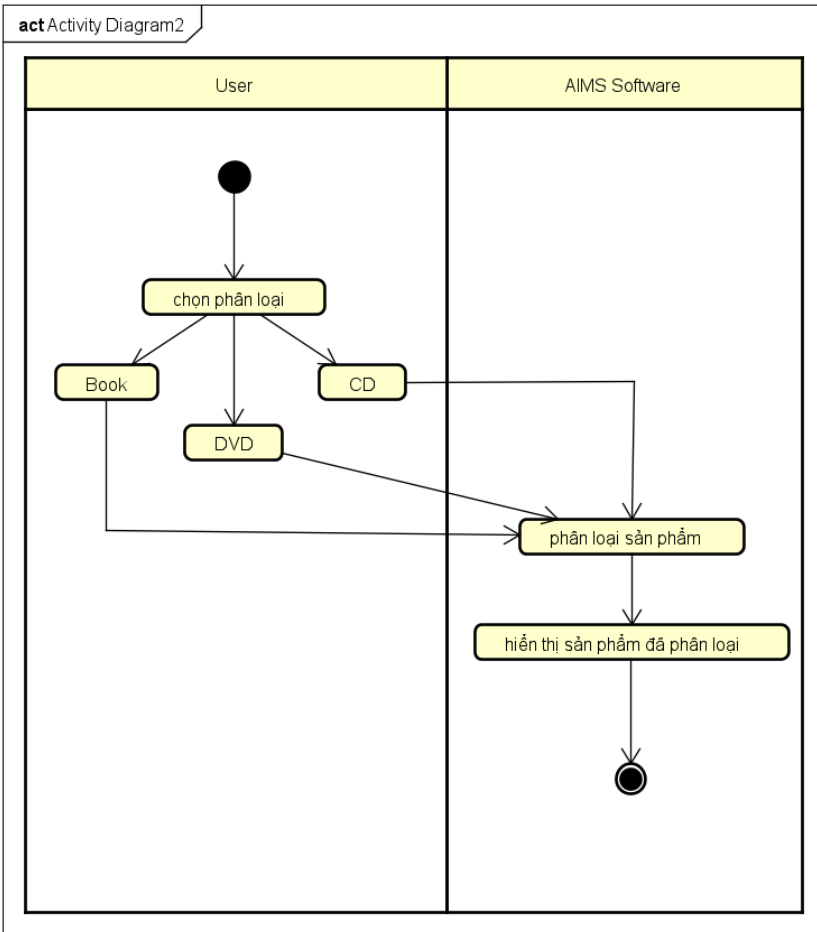 act Activity Diagram2
User
AIMS Software
chọn phân loại
Book
CD
DVD
phân loại sản phẩm
hiển thị sản phẩm đã phân loại